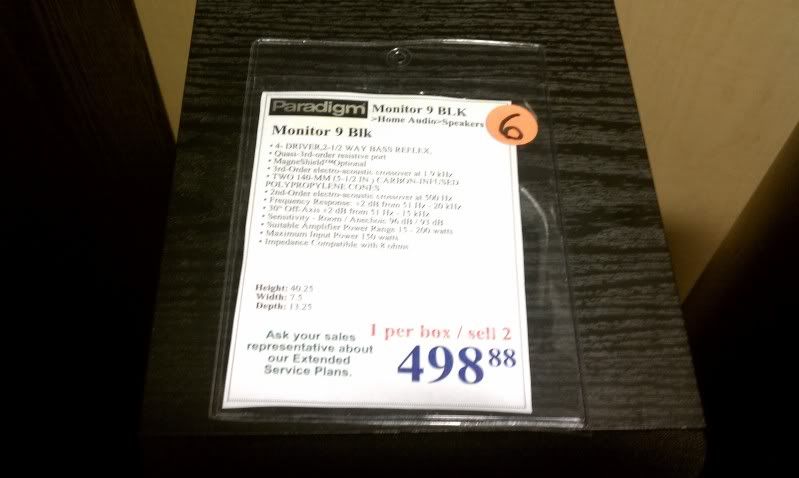 Paradigm
Monitor 9 BLK
>Home Audio>Speakers
6
Monitor 9 Blk
• 4- DRIVER,2-1/2 WAY BASS REFLEX,
• Quasi-3rd-order resistive port
• MagneShield™Optional
• 3rd-Order electro-acoustic crossover at 1.9 kHz
• TWO 140-MM (5-1/2 IN.) CARBON-INFUSED
POLYPROPYLENE CONES
• 2nd-Order electro-acoustic crossover at 500 Hz
• Frequency Response: ±2 dB from 51 Hz - 20 kHz
• 30° Off-Axis ±2 dB from 51 Hz - 15 kHz
• Sensitivity - Room / Anechoic 96 dB / 93 dB
• Suitable Amplifier Power Range 15 - 200 watts
• Maximum Input Power 150 watts
• Impedance Compatible with 8 ohms
Height: 40.25
Width: 7.5
Depth: 13.25
Ask your sales
representative about
our Extended
Service Plans.
1 per box / sell 2
498 88